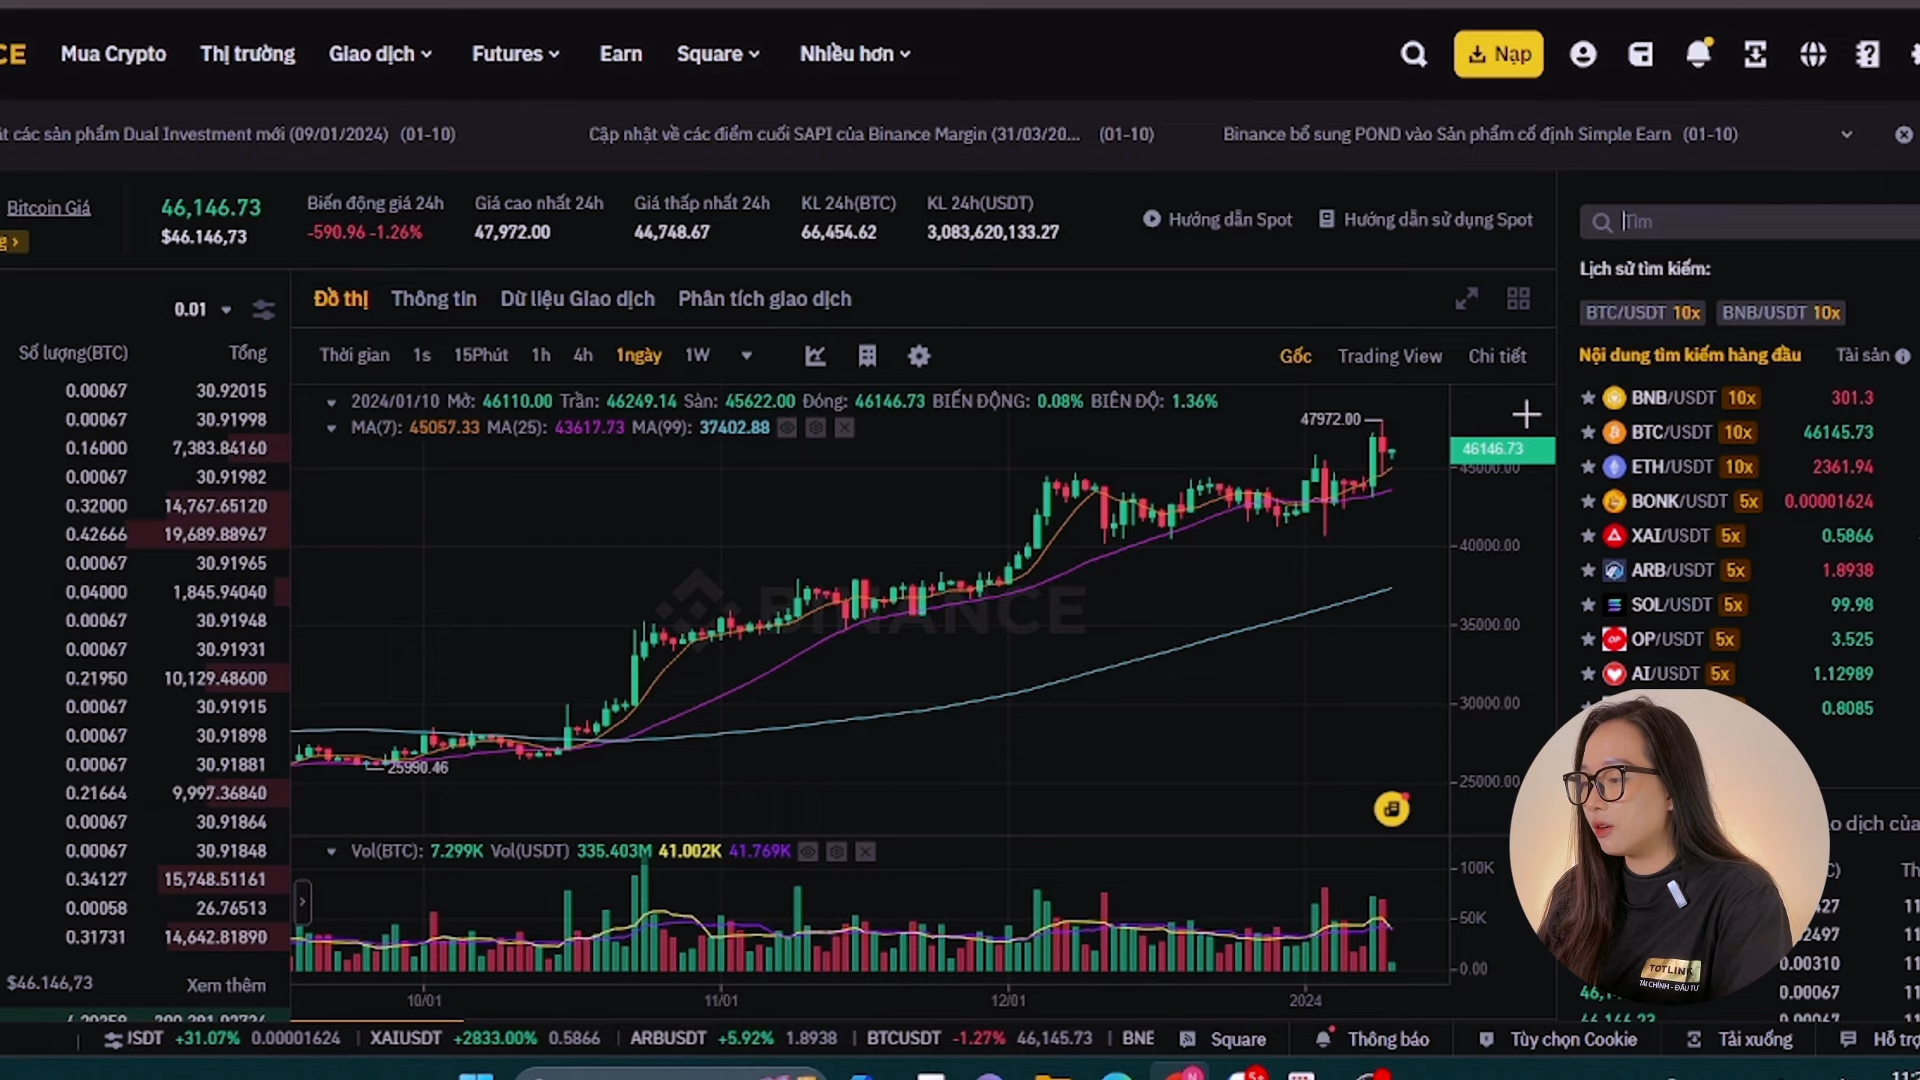 CE Mua Crypto Thị trường Giao dịch Futures Earn Square Nhiều hơn Nạp
ặt các sản phẩm Dual Investment mới (09/01/2024) (01-10) Cập nhật về các điểm cuối SAPI của Binance Margin (31/03/20... (01-10) Binance bổ sung POND vào Sản phẩm cố định Simple Earn (01-10)
Bitcoin Giá 46,146.73 Biến động giá 24h Giá cao nhất 24h Giá thấp nhất 24h KL 24h(BTC) KL 24h(USDT) Hướng dẫn Spot Hướng dẫn sử dụng Spot
$46.146,73 -590.96 -1.26% 47,972.00 44,748.67 66,454.62 3,083,620,133.27
Tìm
Lịch sử tìm kiếm:
BTC/USDT 10x BNB/USDT 10x
Nội dung tìm kiếm hàng đầu Tài sản
BNB/USDT 10x 301.3
BTC/USDT 10x 46145.73
ETH/USDT 10x 2361.94
BONK/USDT 5x 0.00001624
XAI/USDT 5x 0.5866
ARB/USDT 5x 1.8938
SOL/USDT 5x 99.98
OP/USDT 5x 3.525
AI/USDT 5x 1.12989
0.8085
0.01
Số lượng(BTC) Tổng
0.00067 30.92015
0.00067 30.91998
0.16000 7,383.84160
0.00067 30.91982
0.32000 14,767.65120
0.42666 19,689.88967
0.00067 30.91965
0.04000 1,845.94040
0.00067 30.91948
0.00067 30.91931
0.21950 10,129.48600
0.00067 30.91915
0.00067 30.91898
0.00067 30.91881
0.21664 9,997.36840
0.00067 30.91864
0.00067 30.91848
0.34127 15,748.51161
0.00058 26.76513
0.31731 14,642.81890
$46.146,73 Xem thêm
Đồ thị Thông tin Dữ liệu Giao dịch Phân tích giao dịch
Thời gian 1s 15Phút 1h 4h 1ngày 1W Gốc Trading View Chi tiết
2024/01/10 Mở: 46110.00 Trần: 46249.14 Sàn: 45622.00 Đóng: 46146.73 BIẾN ĐỘNG: 0.08% BIÊN ĐỘ: 1.36%
MA(7): 45057.33 MA(25): 43617.73 MA(99): 37402.88
47972.00
46146.73
45000.00
40000.00
BINANCE
35000.00
30000.00
25000.00
25990.46
Vol(BTC): 7.299K Vol(USDT) 335.403M 41.002K 41.769K
100K
50K
0.00
10/01 11/01 12/01 2024
o dịch của
TOTLINK
TÀI CHÍNH - ĐẦU TƯ
0.00310
0.00067
ISDT +31.07% 0.00001624 XAIUSDT +2833.00% 0.5866 ARBUSDT +5.92% 1.8938 BTCUSDT -1.27% 46,145.73 BNE Square Thông báo Tùy chọn Cookie Tải xuống Hỗ trợ